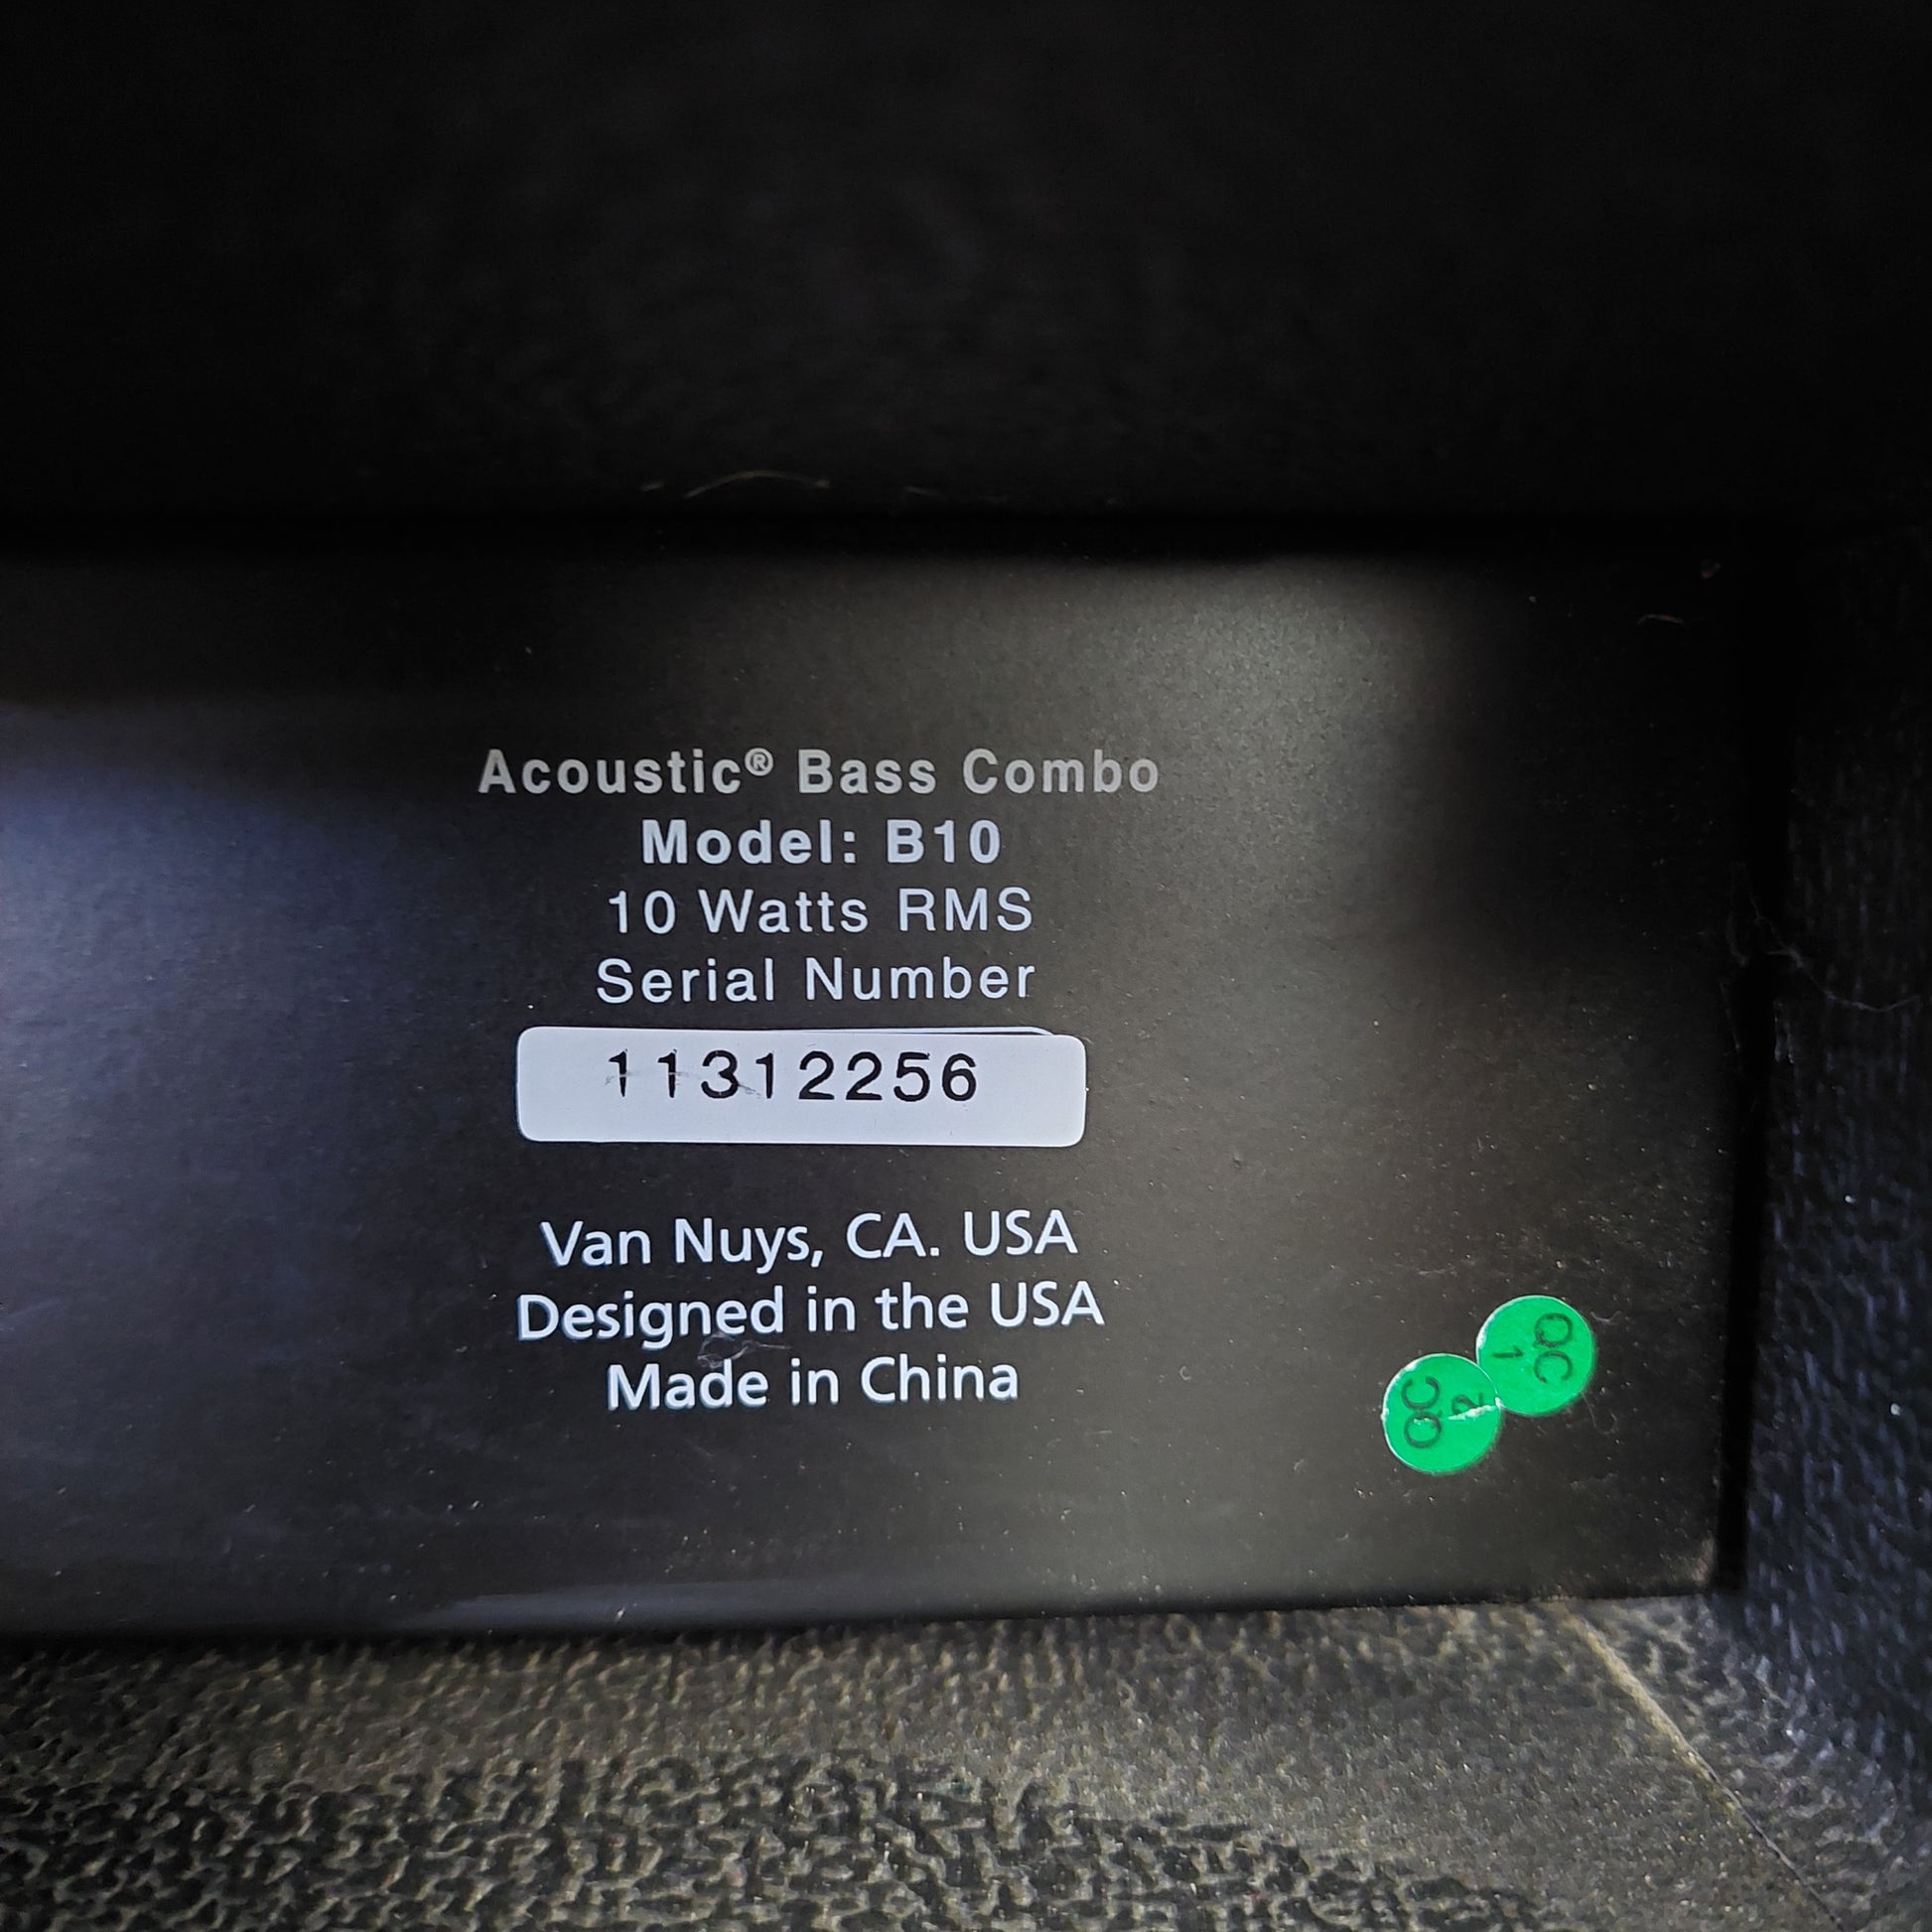 Acoustic® Bass Combo
Model: B10
10 Watts RMS
Serial Number
11312256
Van Nuys, CA. USA
Designed in the USA
Made in China
QC
1
QC
2